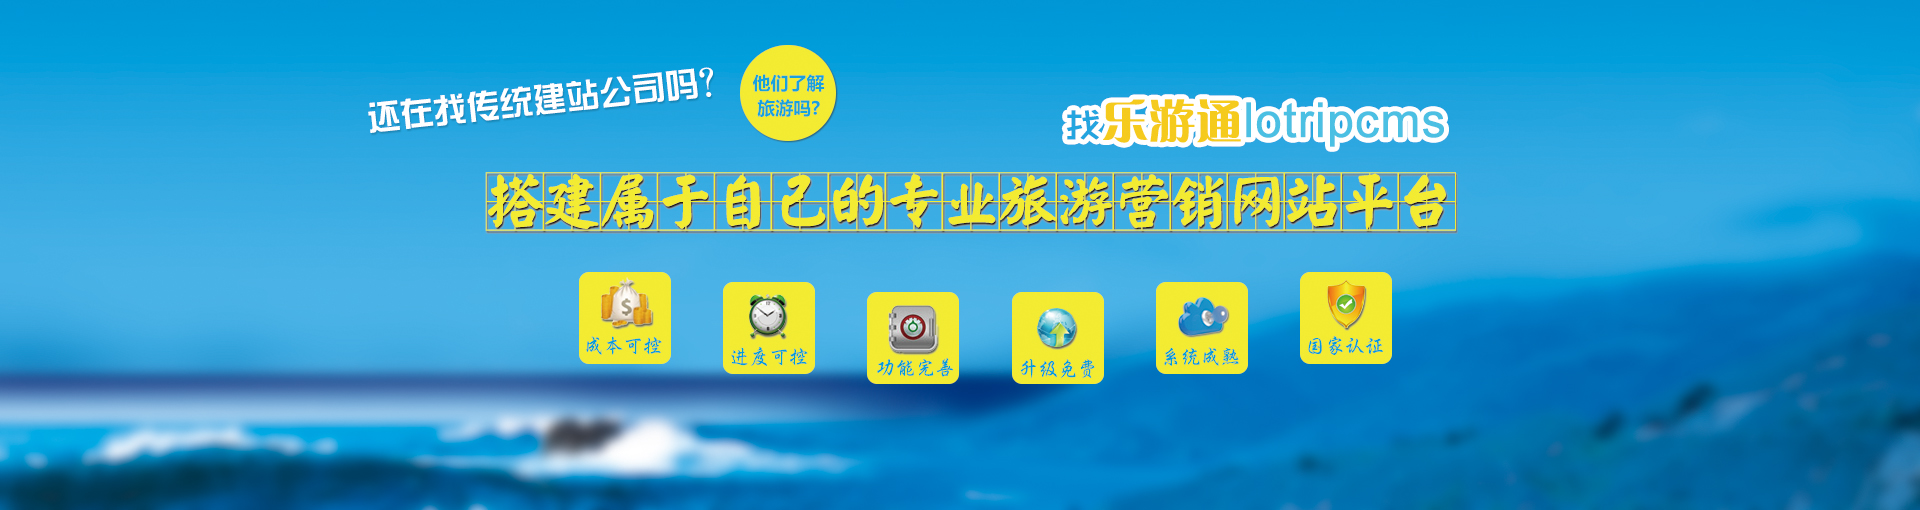 还在找传统建站公司吗?
他们了解
旅游吗?
找乐游通lotripcms
搭建属于自己的专业旅游营销网站平台
成本可控
进度可控
功能完善
升级免费
系统成熟
国家认证